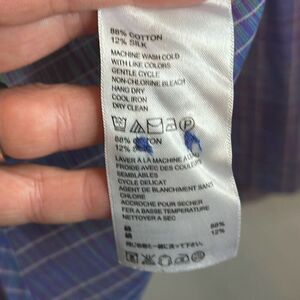 88% COTTON
12% SILK
MACHINE WASH COLD
WITH LIKE COLORS
GENTLE CYCLE
NON-CHLORINE BLEACH
HANG DRY
COOL IRON
DRY CLEAN
P
88% COTON
12%
LAVER A LA MACHINE A L'EAU
FROIDE AVEC DES COULEURS
SEMBLABLES
CYCLE DELICAT
AGENT DE BLANCHIMENT SANS
CHLORE
ACCROCHE POUR SECHER
FER A BASSE TEMPERATURE
NETTOYER A SEC
88%
12%